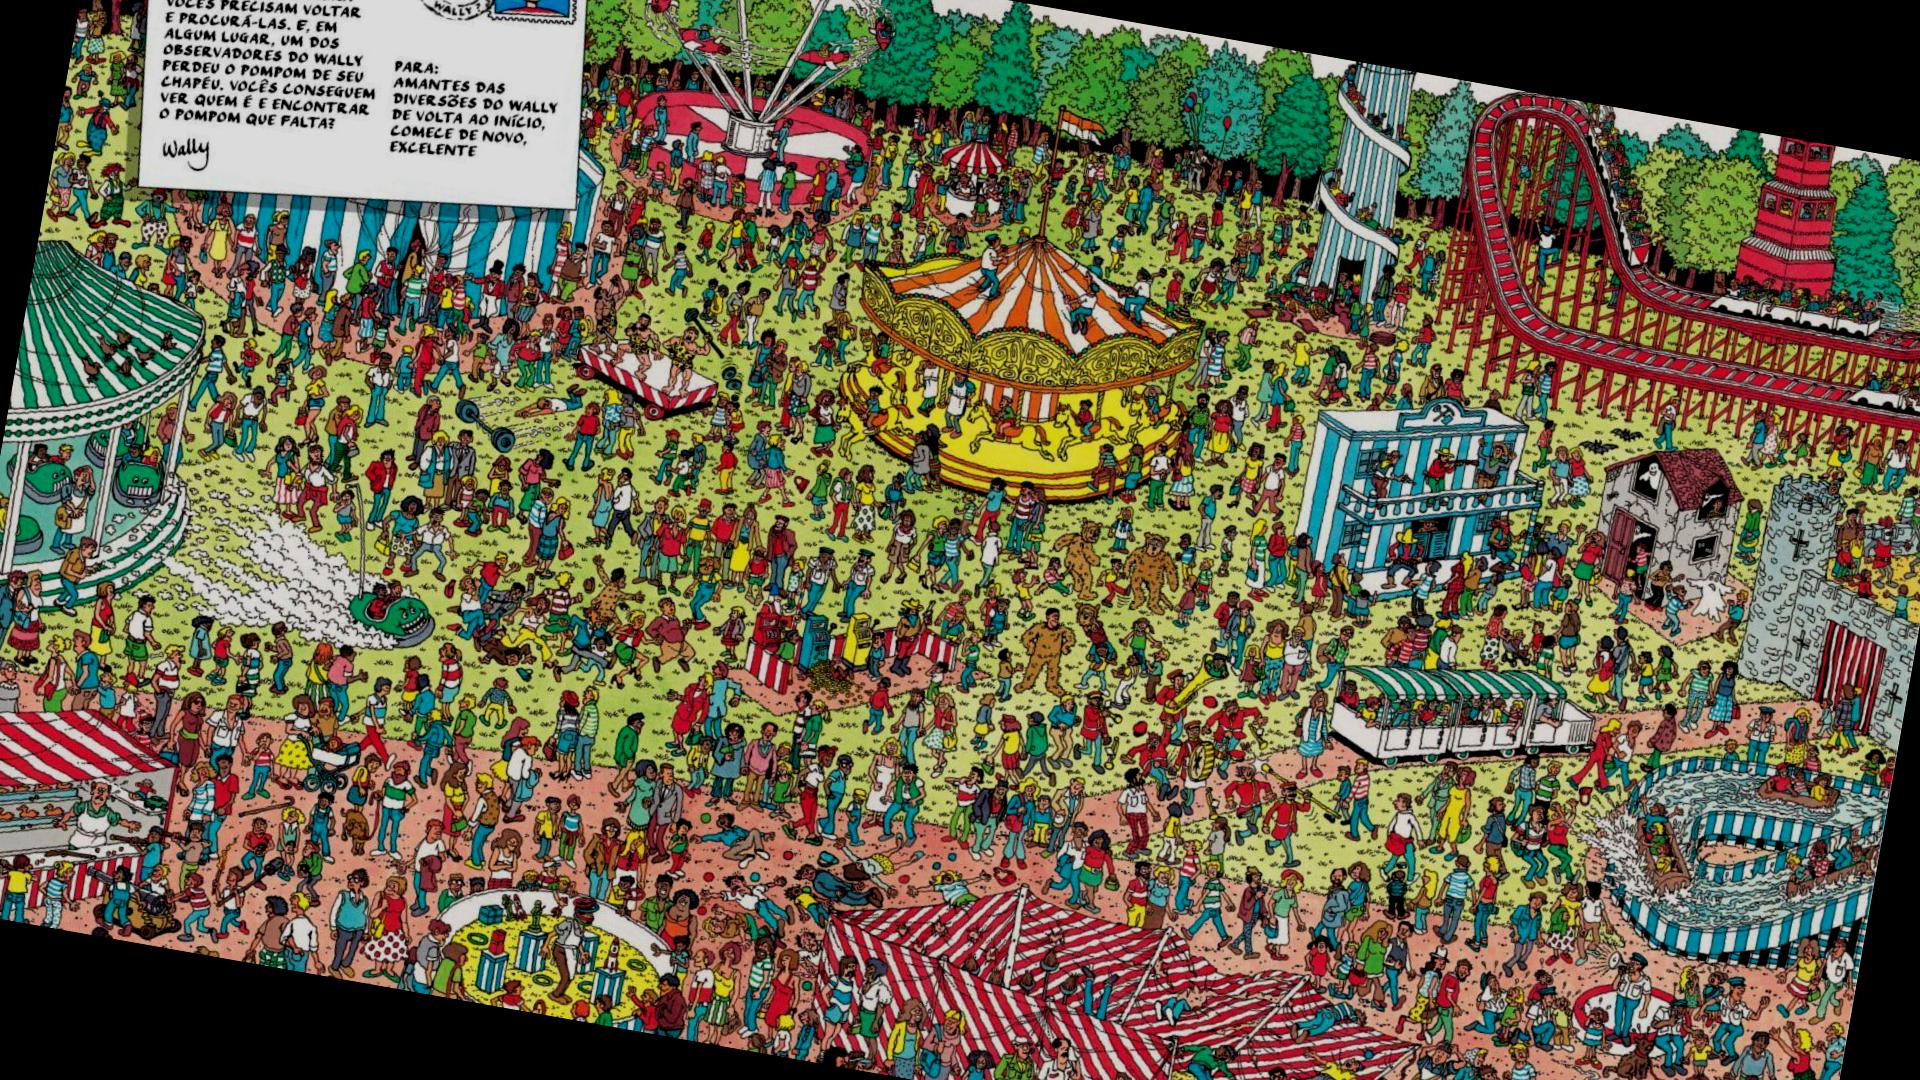 VOCÊS PRECISAM VOLTAR
E PROCURÁ-LAS. E, EM
ALGUM LUGAR, UM DOS
OBSERVADORES DO WALLY
PERDEU O POMPOM DE SEU
CHAPÉU. VOCÊS CONSEGUEM
VER QUEM É E ENCONTRAR
O POMPOM QUE FALTA?
Wally
WALLY?
PARA:
AMANTES DAS
DIVERSÕES DO WALLY
DE VOLTA AO INÍCIO,
COMECE DE NOVO,
EXCELENTE